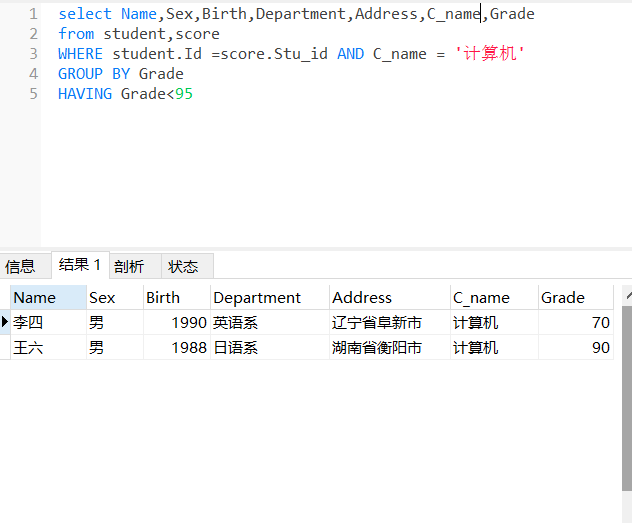 1 select Name,Sex,Birth,Department,Address,C_name,Grade
2 from student,score
3 WHERE student.Id =score.Stu_id AND C_name = '计算机'
4 GROUP BY Grade
5 HAVING Grade<95
信息 结果 1 剖析 状态
Name Sex Birth Department Address C_name Grade
李四 男 1990 英语系 辽宁省阜新市 计算机 70
王六 男 1988 日语系 湖南省衡阳市 计算机 90